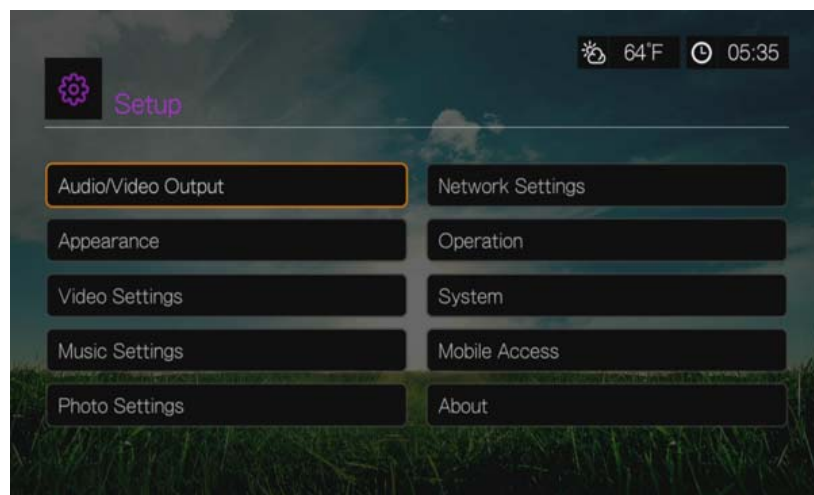 64°F 05:35
Setup
Audio/Video Output
Network Settings
Appearance
Operation
Video Settings
System
Music Settings
Mobile Access
Photo Settings
About